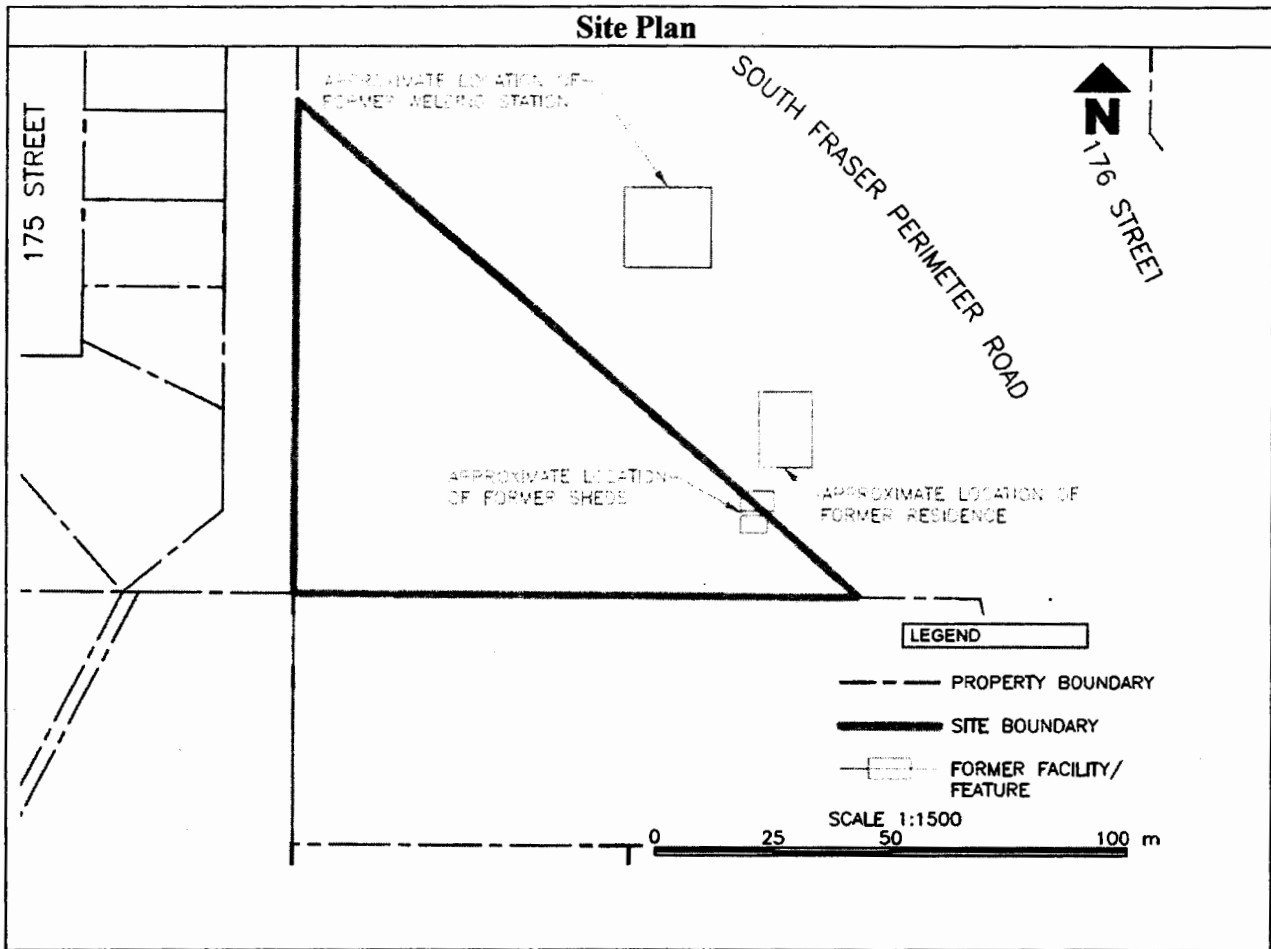 Site Plan
175 STREET
APPROXIMATE LOCATION OF
FORMER WELDING STATION
SOUTH FRASER PERIMETER ROAD
N
176 STREET
APPROXIMATE LOCATION
OF FORMER SHEDS
APPROXIMATE LOCATION OF
FORMER RESIDENCE
LEGEND
PROPERTY BOUNDARY
SITE BOUNDARY
FORMER FACILITY/
FEATURE
SCALE 1:1500
0 25 50 100 m